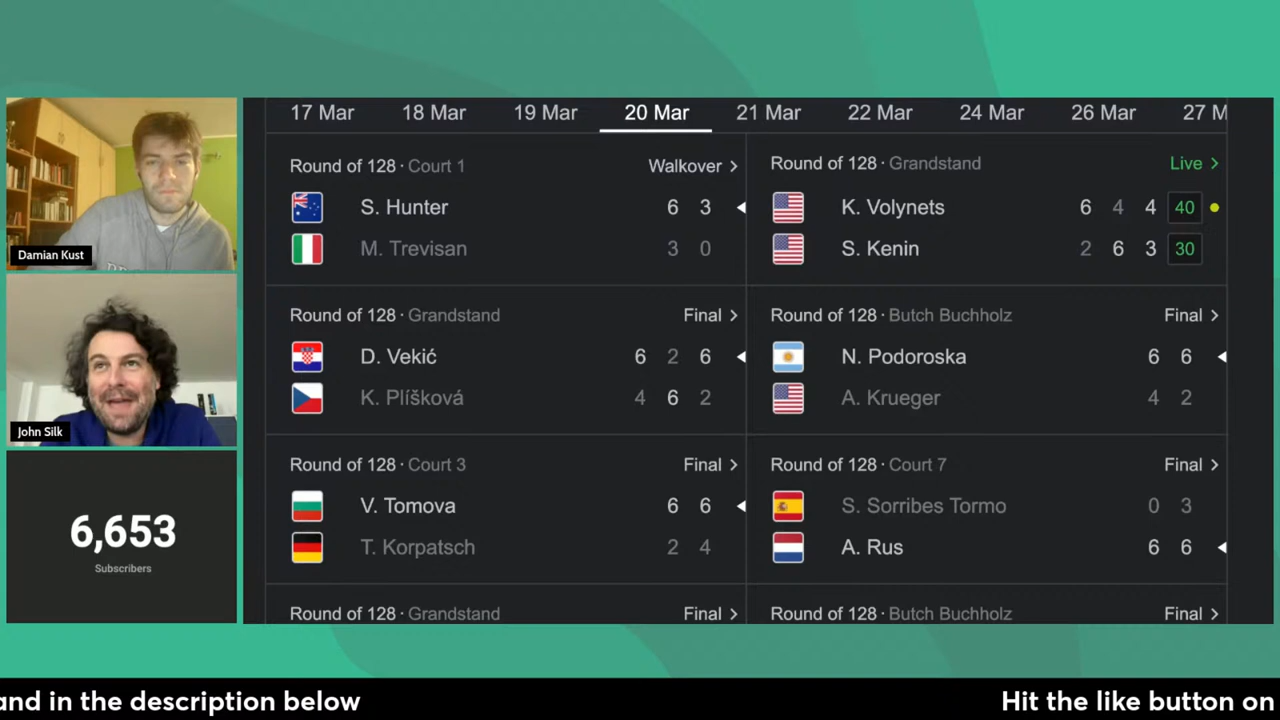 17 Mar 18 Mar 19 Mar 20 Mar 21 Mar 22 Mar 24 Mar 26 Mar 27 M
Damian Kust
John Silk
6,653
Subscribers
Round of 128 · Court 1 Walkover >
S. Hunter 6 3
M. Trevisan 3 0
Round of 128 · Grandstand Live >
K. Volynets 6 4 4 40
S. Kenin 2 6 3 30
Round of 128 · Grandstand Final >
D. Vekić 6 2 6
K. Plíšková 4 6 2
Round of 128 · Butch Buchholz Final >
N. Podoroska 6 6
A. Krueger 4 2
Round of 128 · Court 3 Final >
V. Tomova 6 6
T. Korpatsch 2 4
Round of 128 · Court 7 Final >
S. Sorribes Tormo 0 3
A. Rus 6 6
Round of 128 · Grandstand Final >
Round of 128 · Butch Buchholz Final >
and in the description below Hit the like button on